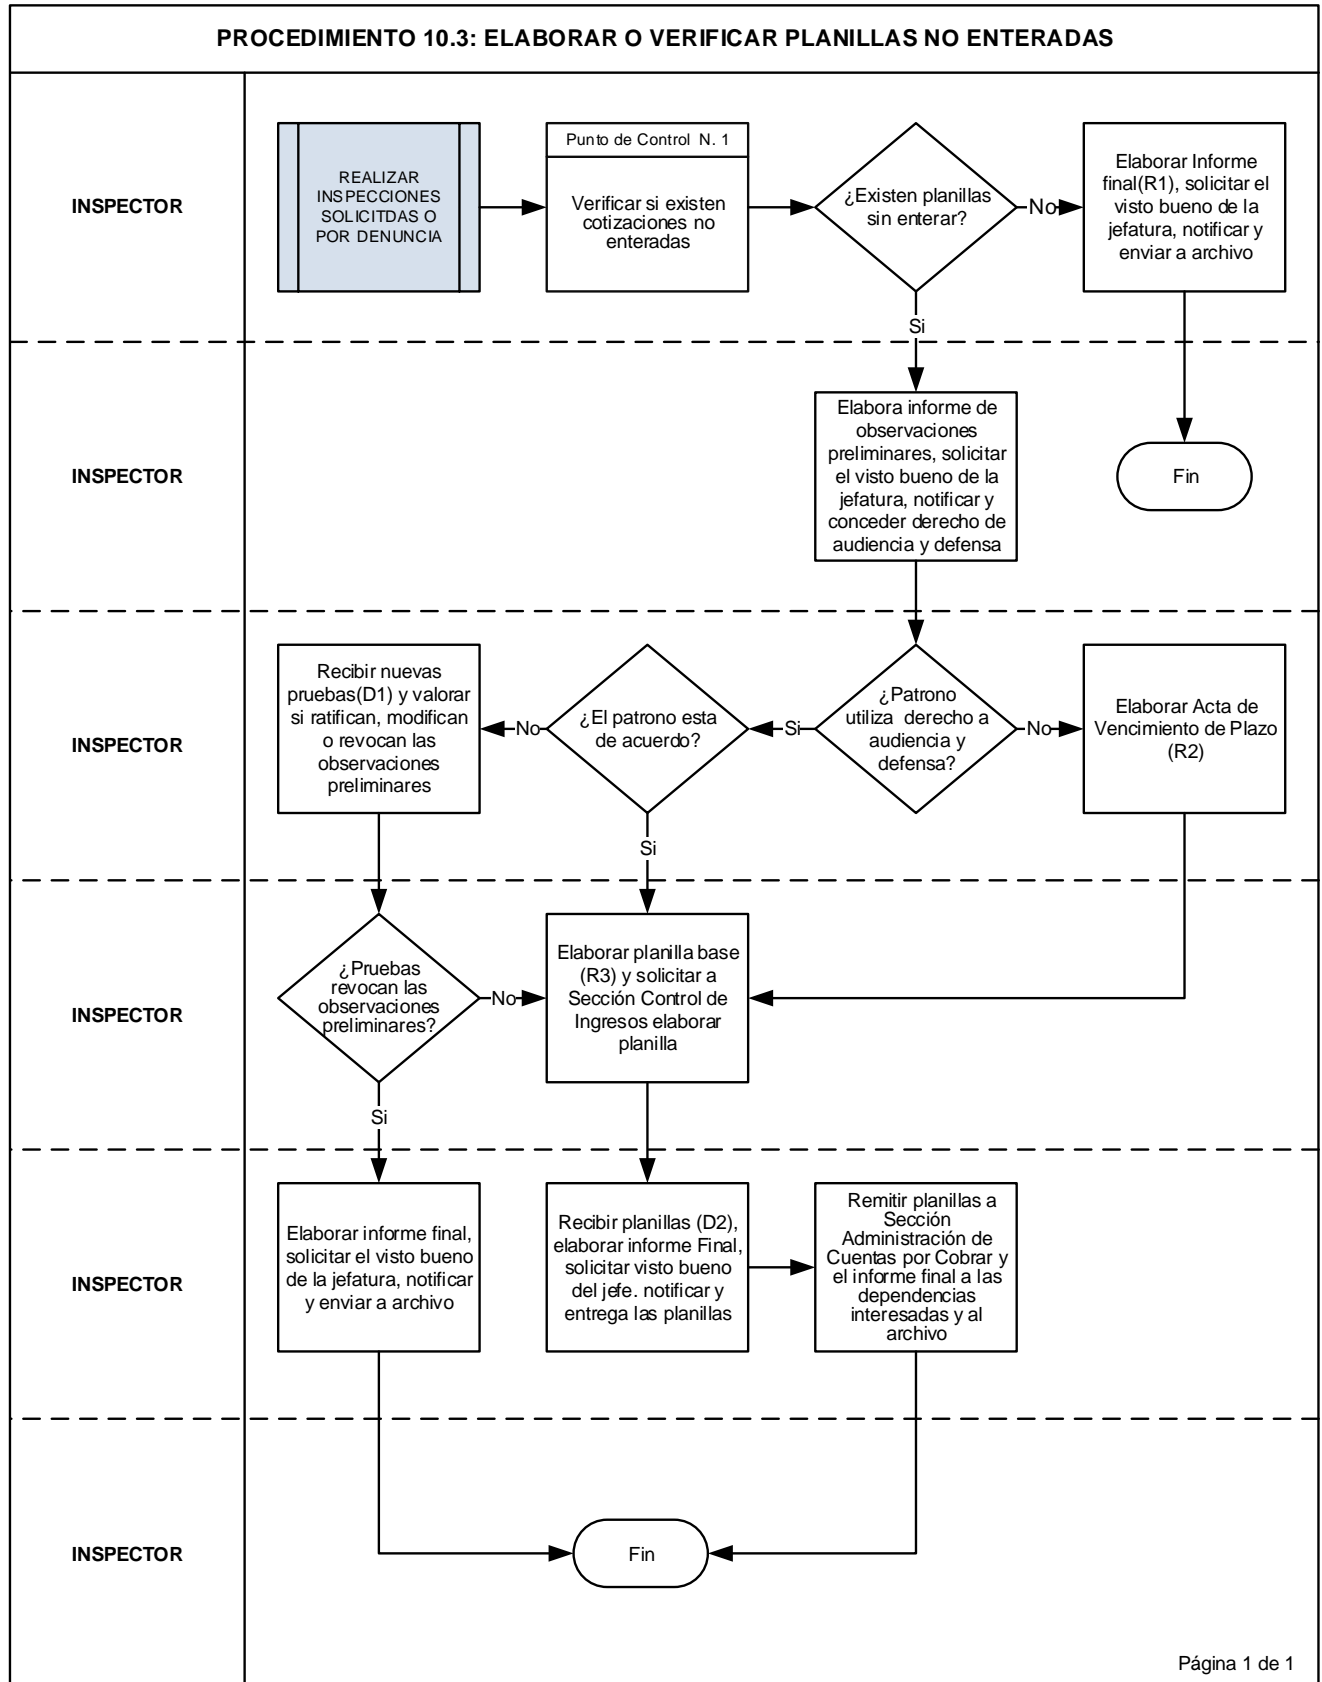 PROCEDIMIENTO 10.3: ELABORAR O VERIFICAR PLANILLAS NO ENTERADAS
INSPECTOR
REALIZAR
INSPECCIONES
SOLICITDAS O
POR DENUNCIA
Punto de Control N. 1
Verificar si existen
cotizaciones no
enteradas
¿Existen planillas
sin enterar?
No
Elaborar Informe
final(R1), solicitar el
visto bueno de la
jefatura, notificar y
enviar a archivo
Si
INSPECTOR
Elabora informe de
observaciones
preliminares, solicitar
el visto bueno de la
jefatura, notificar y
conceder derecho de
audiencia y defensa
Fin
INSPECTOR
Recibir nuevas
pruebas(D1) y valorar
si ratifican, modifican
o revocan las
observaciones
preliminares
No
¿El patrono esta
de acuerdo?
Si
¿Patrono
utiliza derecho a
audiencia y
defensa?
No
Elaborar Acta de
Vencimiento de Plazo
(R2)
Si
INSPECTOR
¿Pruebas
revocan las
observaciones
preliminares?
No
Elaborar planilla base
(R3) y solicitar a
Sección Control de
Ingresos elaborar
planilla
Si
INSPECTOR
Elaborar informe final,
solicitar el visto bueno
de la jefatura, notificar
y enviar a archivo
Recibir planillas (D2),
elaborar informe Final,
solicitar visto bueno
del jefe. notificar y
entrega las planillas
Remitir planillas a
Sección
Administración de
Cuentas por Cobrar y
el informe final a las
dependencias
interesadas y al
archivo
INSPECTOR
Fin
Página 1 de 1